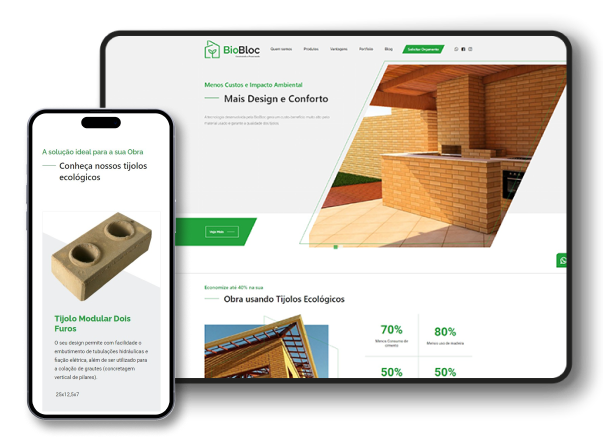 BioBloc
Quem somos Produtos Vantagens Portfólio Blog Solicitar Orçamento
Menos Custos e Impacto Ambiental
Mais Design e Conforto
Veja Mais
Economize até 40% na sua
Obra usando Tijolos Ecológicos
70%
80%
Menos Consumo de
cimento
Menos uso de madeira
50%
50%
A solução ideal para a sua Obra
Conheça nossos tijolos
ecológicos
Tijolo Modular Dois
Furos
O seu design permite com facilidade o
embutimento de tubulações hidráulicas e
fiação elétrica, além de ser utilizado para
a colação de grautes (concretagem
vertical de pilares).
25x12,5x7